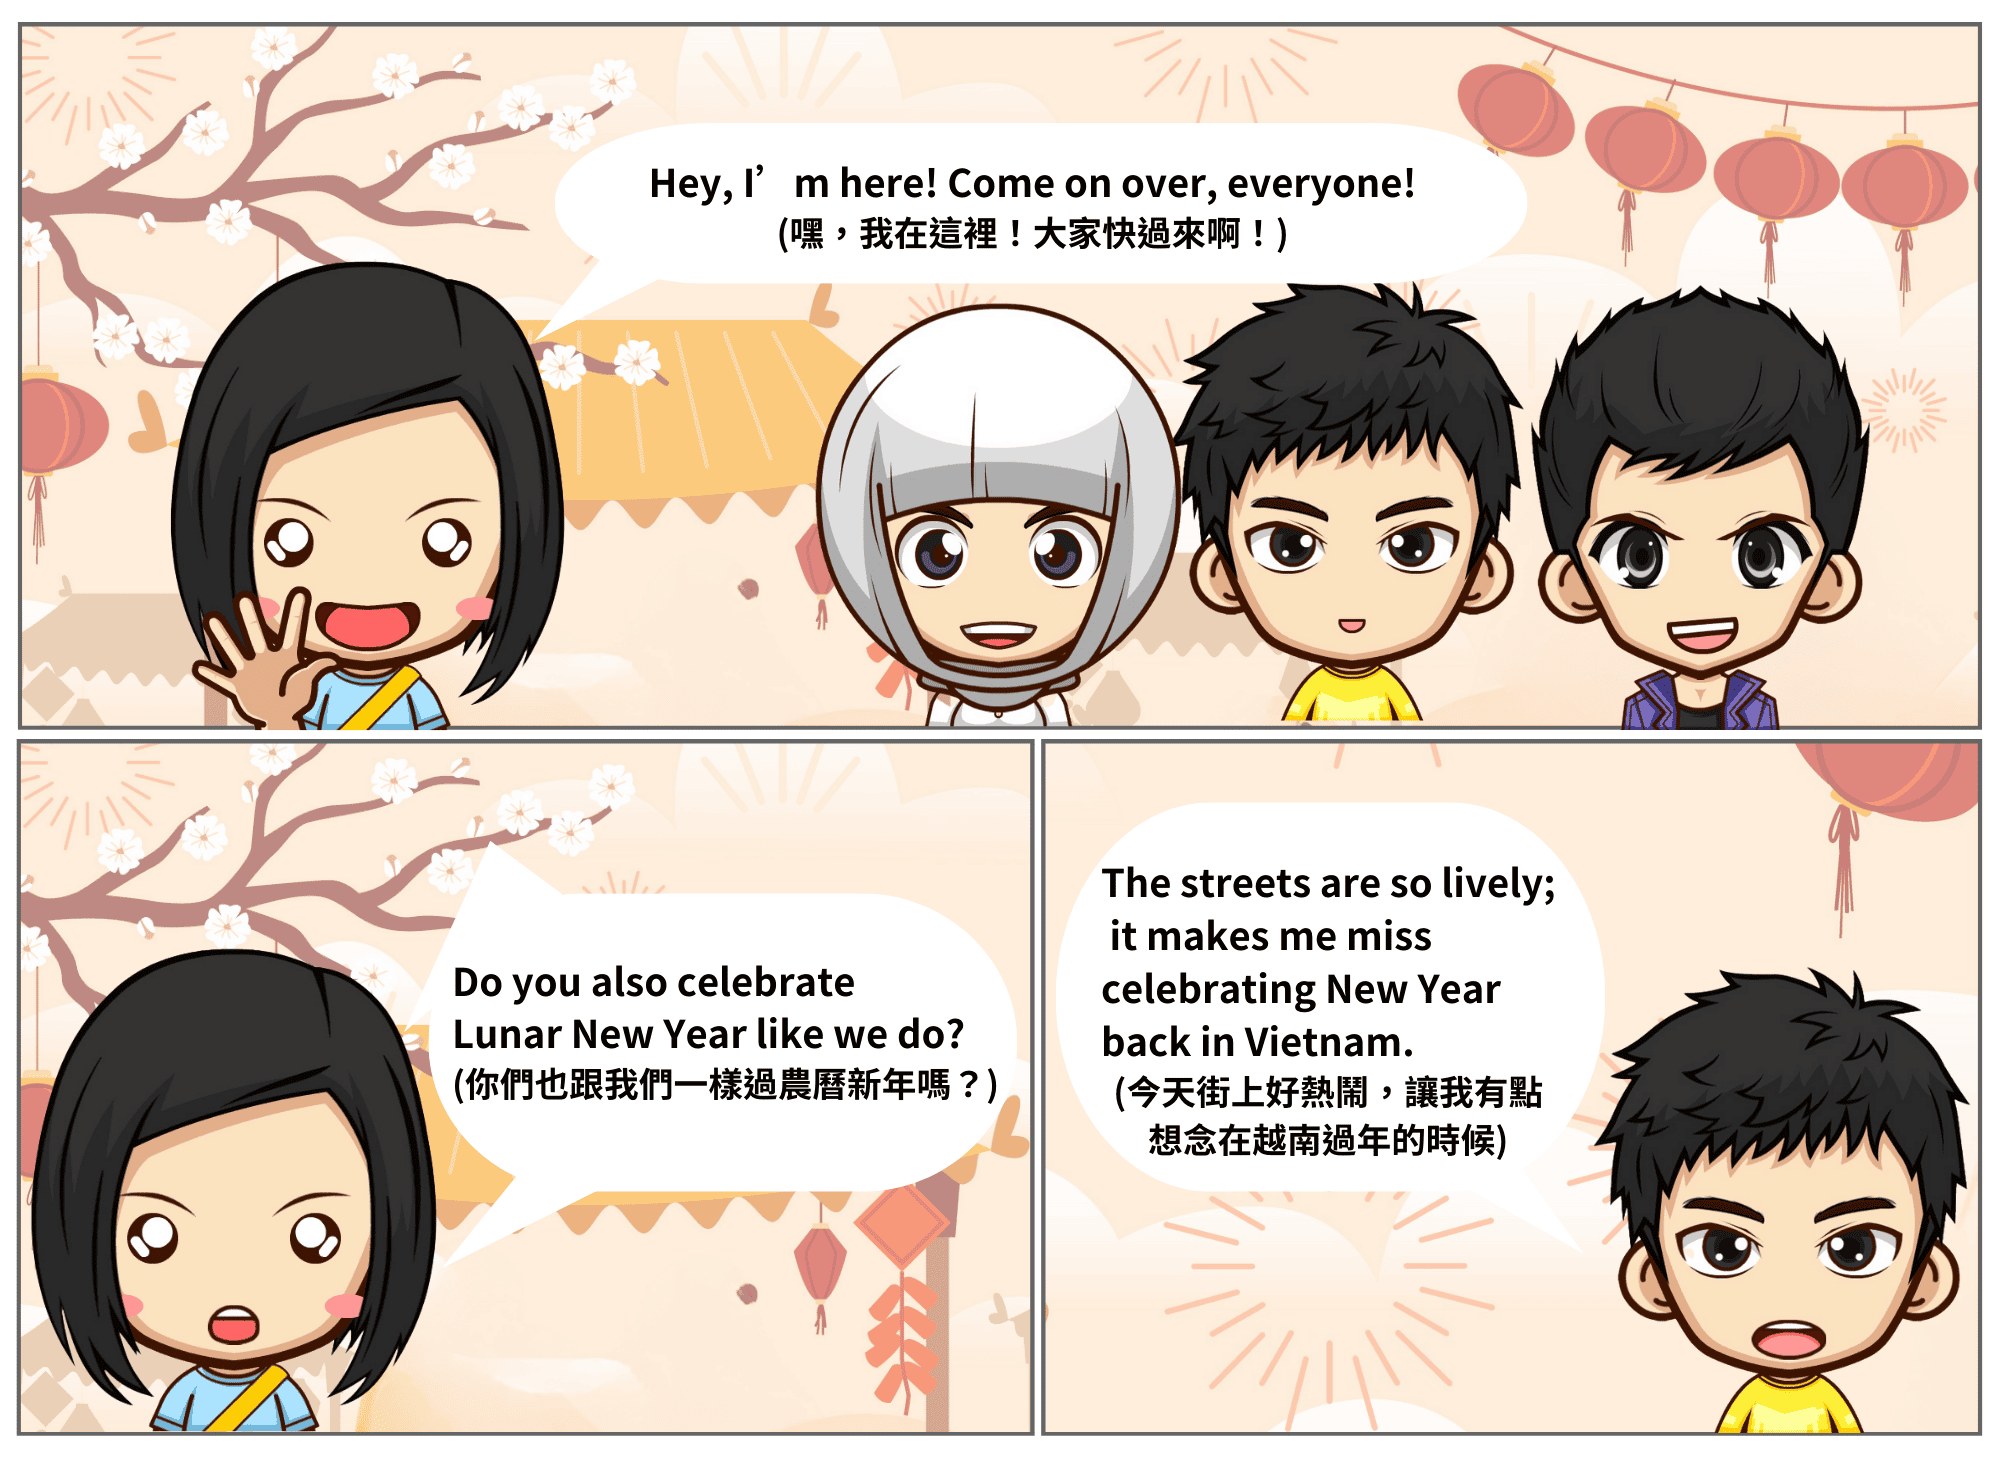 Hey, I’m here! Come on over, everyone!
(嘿，我在這裡！大家快過來啊！)
Do you also celebrate
Lunar New Year like we do?
(你們也跟我們一樣過農曆新年嗎？)
The streets are so lively;
it makes me miss
celebrating New Year
back in Vietnam.
(今天街上好熱鬧，讓我有點
想念在越南過年的時候)